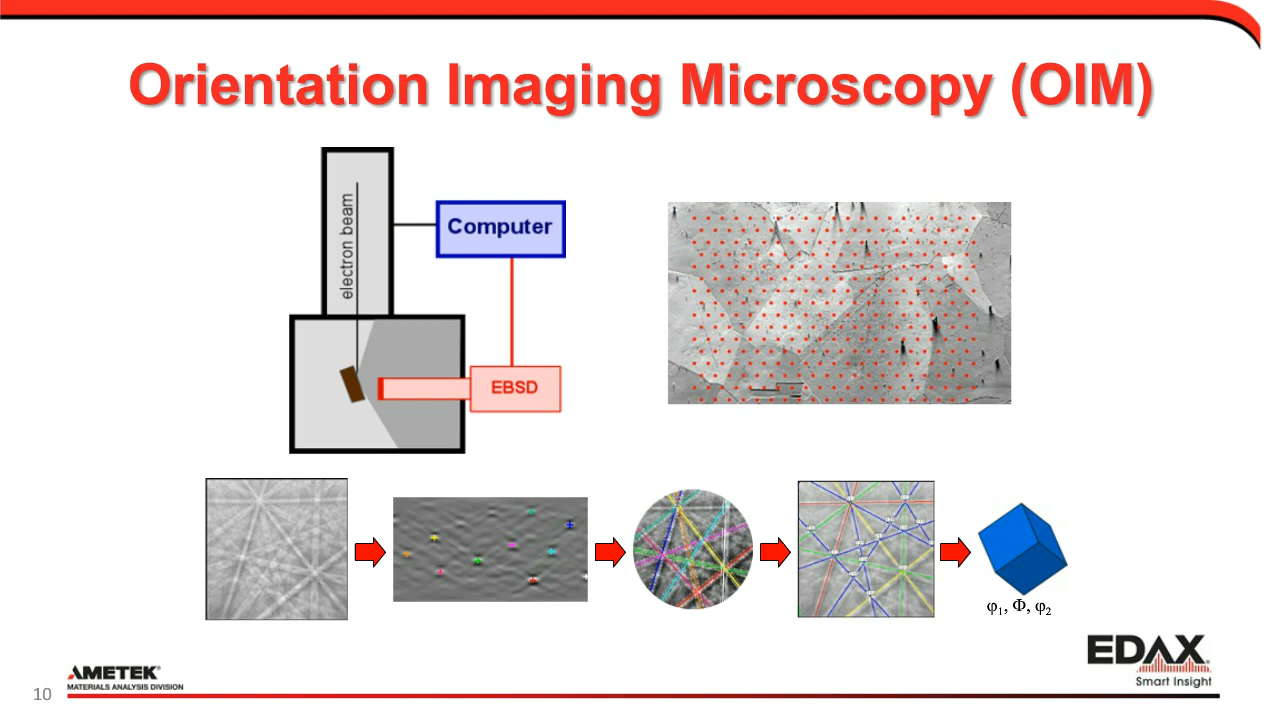 Orientation Imaging Microscopy (OIM)
electron beam
Computer
EBSD
φ₁, Φ, φ₂
10
AMETEK®
MATERIALS ANALYSIS DIVISION
EDAX
Smart Insight